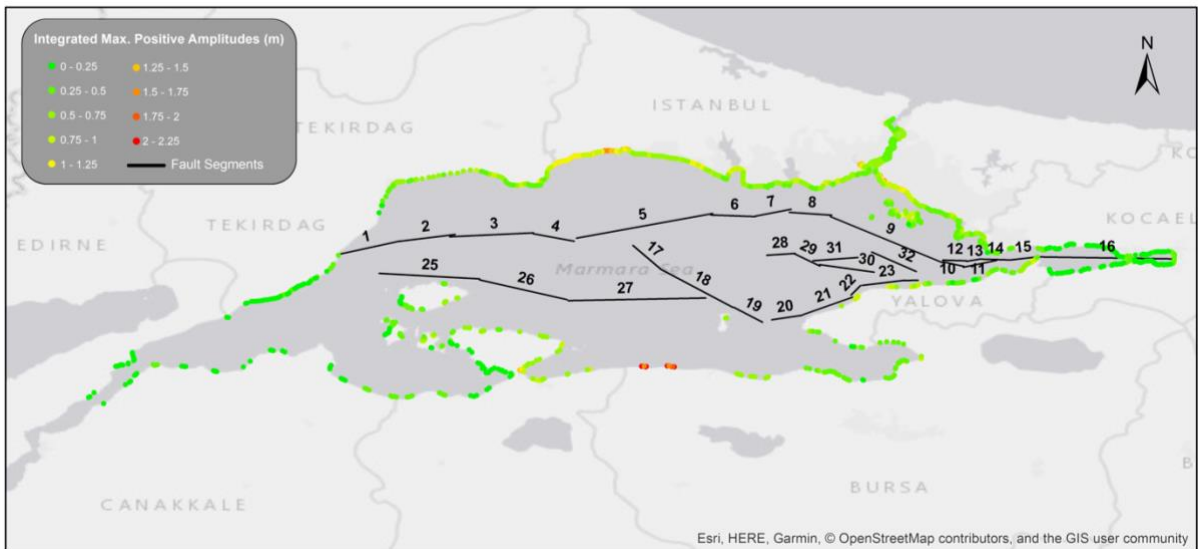 Integrated Max. Positive Amplitudes (m)
0 - 0.25
0.25 - 0.5
0.5 - 0.75
0.75 - 1
1 - 1.25
1.25 - 1.5
1.5 - 1.75
1.75 - 2
2 - 2.25
Fault Segments
N
ISTANBUL
TEKIRDAG
TEKIRDAG
EDIRNE
KO
KOCAEL
YALOVA
Marmara Sea
BURSA
CANAKKALE
B
1
2
3
4
5
6
7
8
9
10
11
12
13
14
15
16
17
18
19
20
21
22
23
25
26
27
28
29
30
31
32
Esri, HERE, Garmin, © OpenStreetMap contributors, and the GIS user community